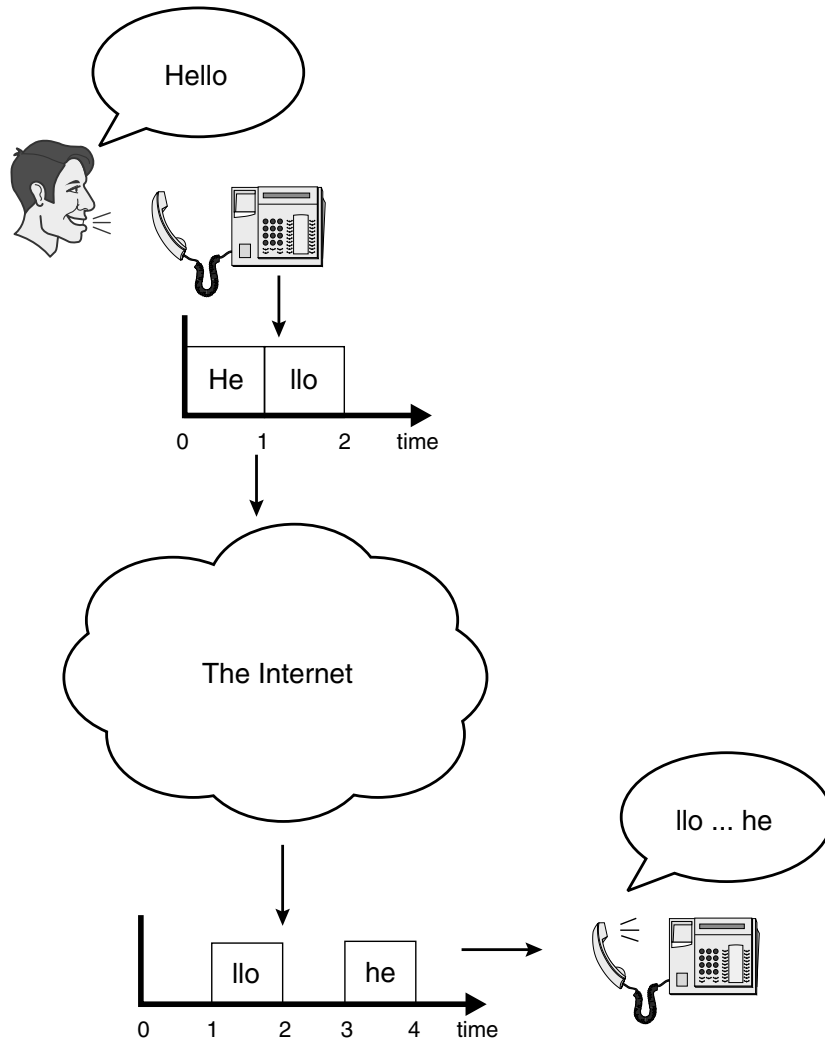 Hello
He llo
0 1 2 time
The Internet
llo ... he
llo he
0 1 2 3 4 time